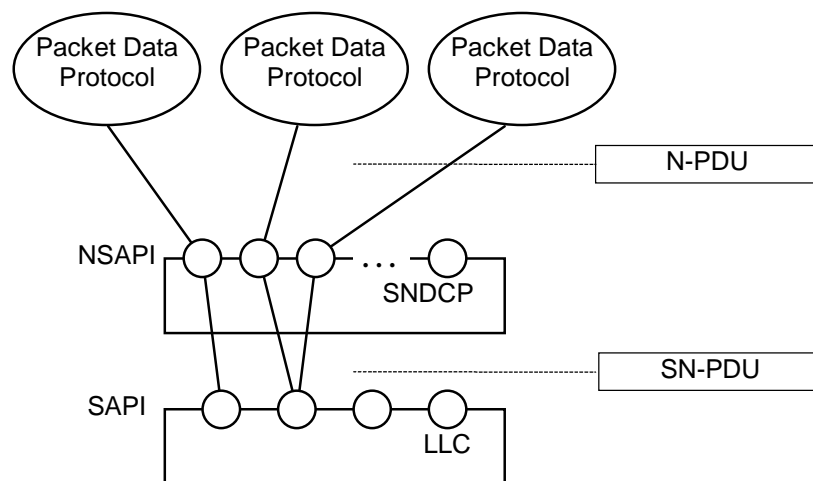 Packet Data
Protocol
Packet Data
Protocol
Packet Data
Protocol
N-PDU
NSAPI
. . .
SNDCP
SN-PDU
SAPI
LLC